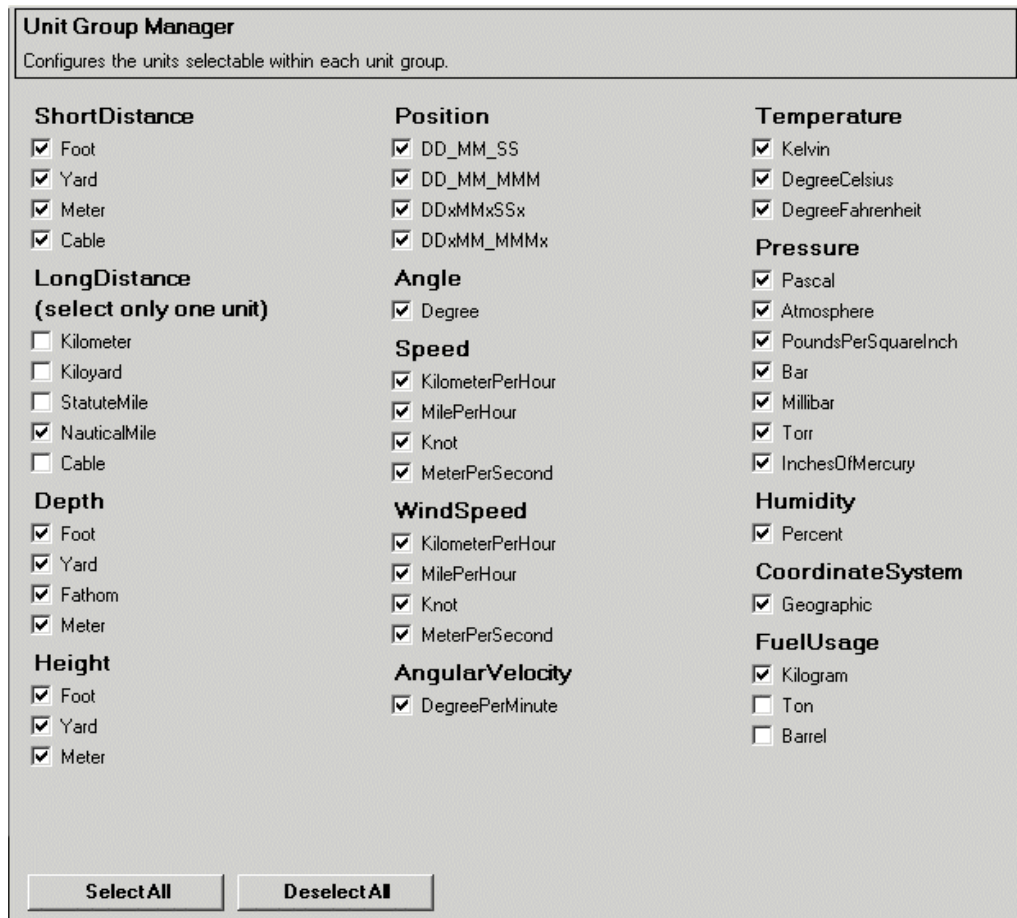 Unit Group Manager
Configures the units selectable within each unit group.
ShortDistance
Foot
Yard
Meter
Cable
LongDistance
(select only one unit)
Kilometer
Kiloyard
StatuteMile
NauticalMile
Cable
Depth
Foot
Yard
Fathom
Meter
Height
Foot
Yard
Meter
Position
DD_MM_SS
DD_MM_MMM
DDxMMxSSx
DDxMM_MMMx
Angle
Degree
Speed
KilometerPerHour
MilePerHour
Knot
MeterPerSecond
WindSpeed
KilometerPerHour
MilePerHour
Knot
MeterPerSecond
AngularVelocity
DegreePerMinute
Temperature
Kelvin
DegreeCelsius
DegreeFahrenheit
Pressure
Pascal
Atmosphere
PoundsPerSquareInch
Bar
Millibar
Torr
InchesOfMercury
Humidity
Percent
CoordinateSystem
Geographic
FuelUsage
Kilogram
Ton
Barrel
SelectAll
DeselectAll